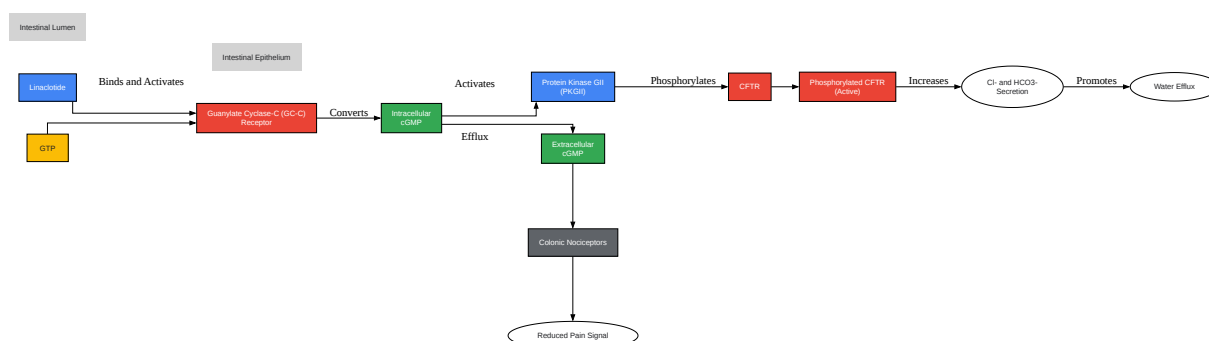 Intestinal Lumen
Intestinal Epithelium
Linaclotide
Binds and Activates
GTP
Guanylate Cyclase-C (GC-C)
Receptor
Converts
Intracellular
cGMP
Activates
Efflux
Protein Kinase GII
(PKGII)
Phosphorylates
CFTR
Phosphorylated CFTR
(Active)
Increases
Cl- and HCO3-
Secretion
Promotes
Water Efflux
Extracellular
cGMP
Colonic Nociceptors
Reduced Pain Signal